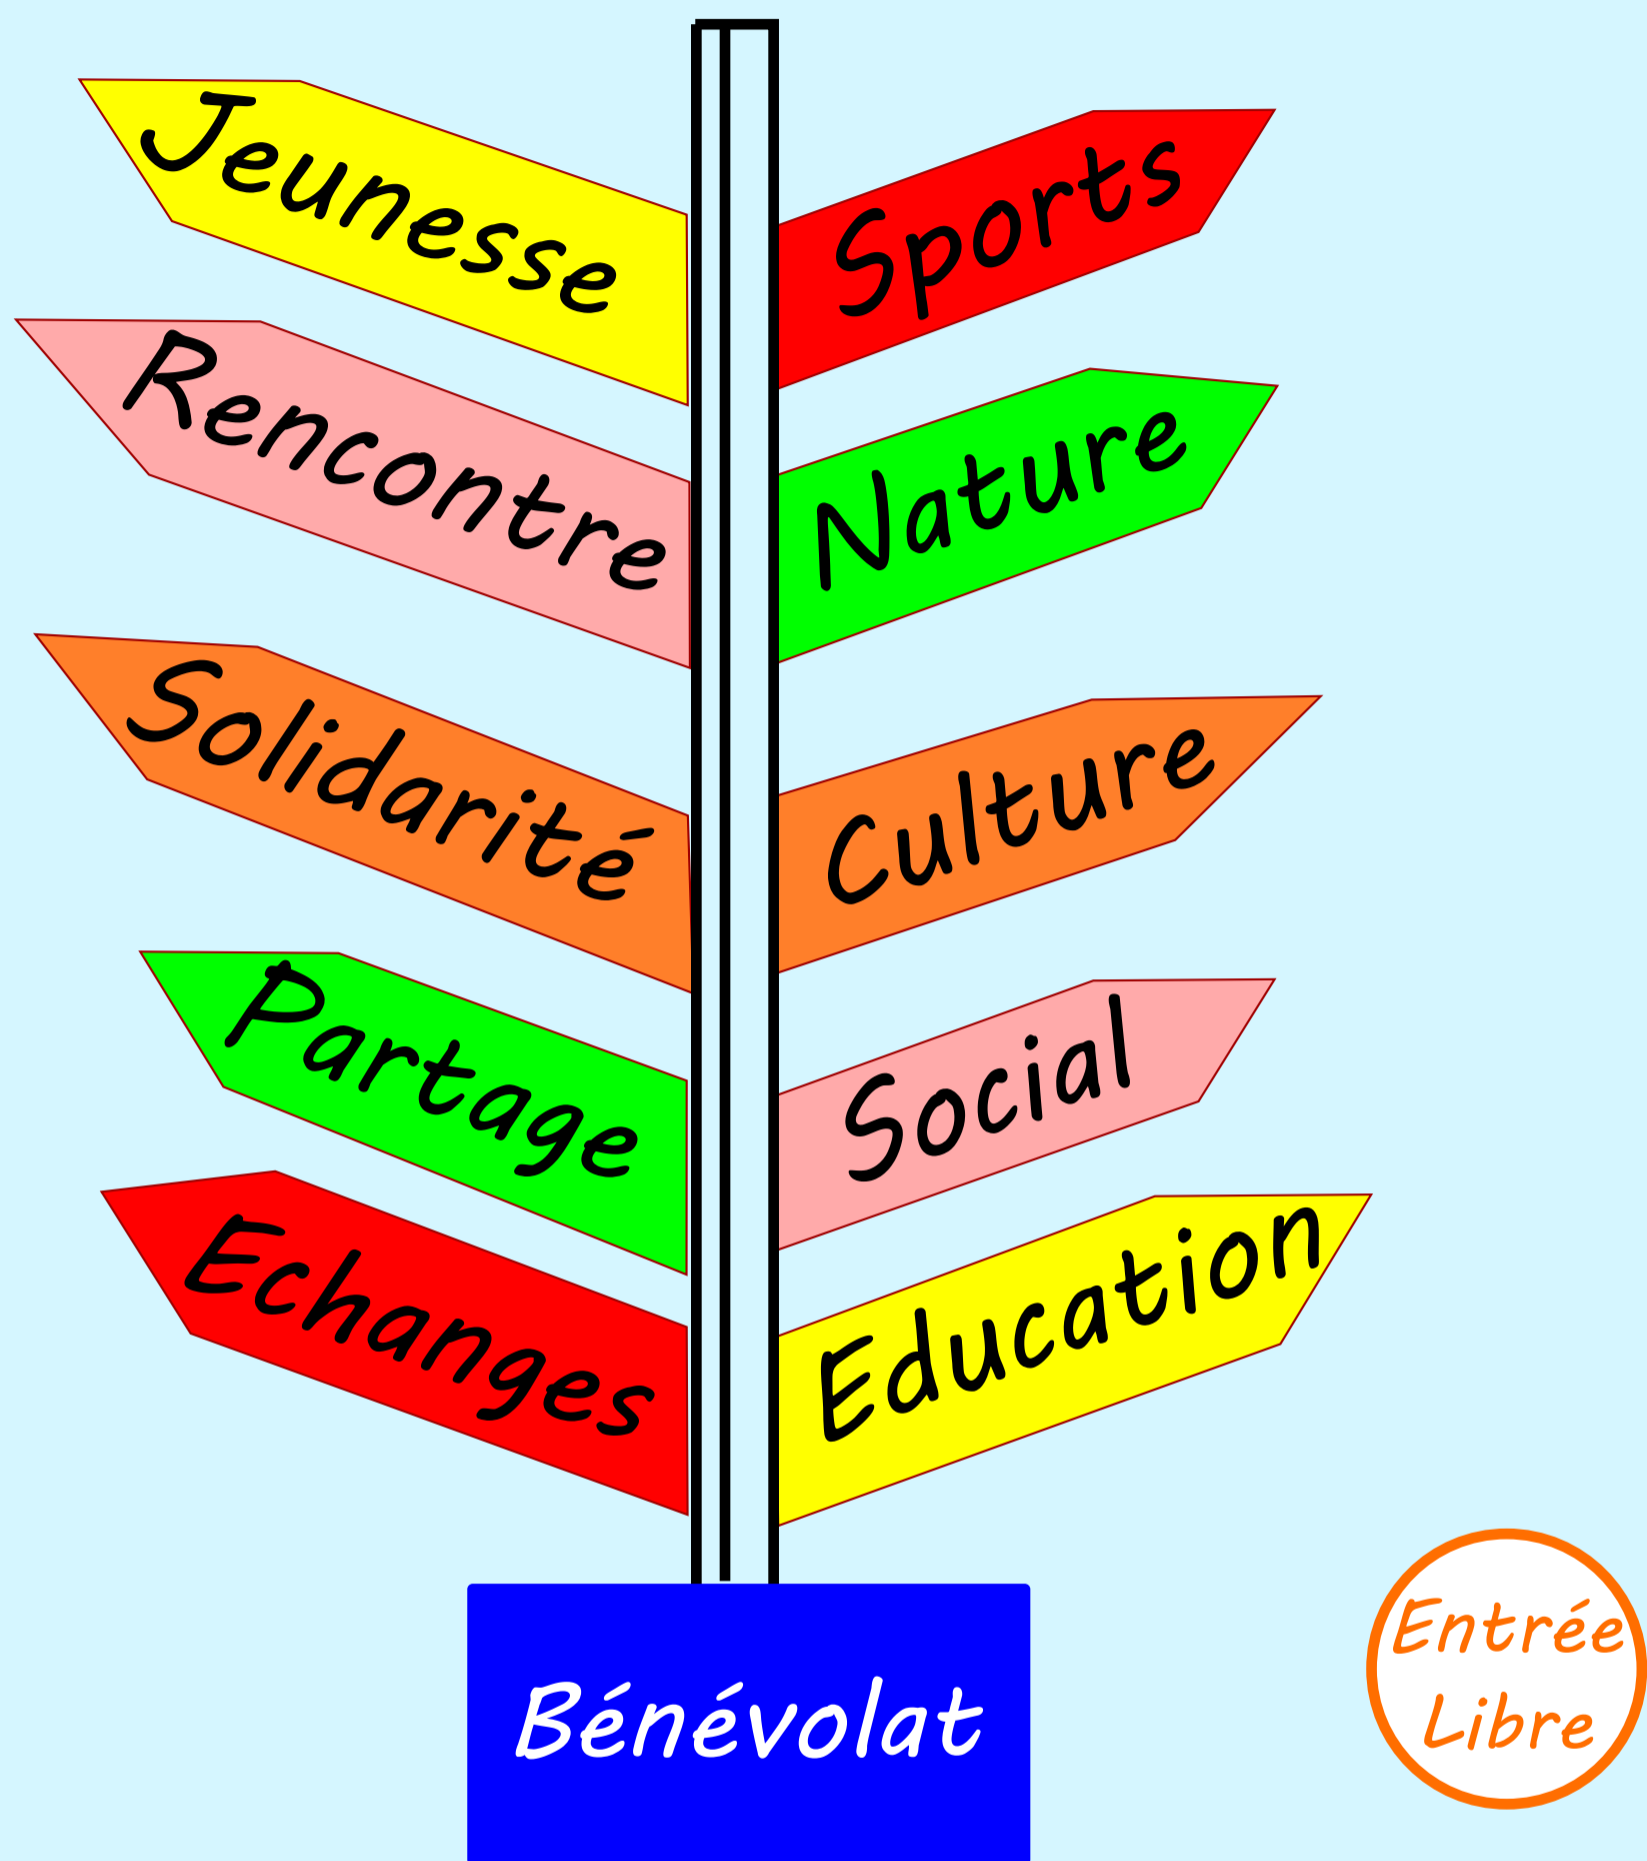 Jeunesse
Sports
Rencontre
Nature
Solidarité
Culture
Partage
Social
Echanges
Education
Bénévolat
Entrée
Libre